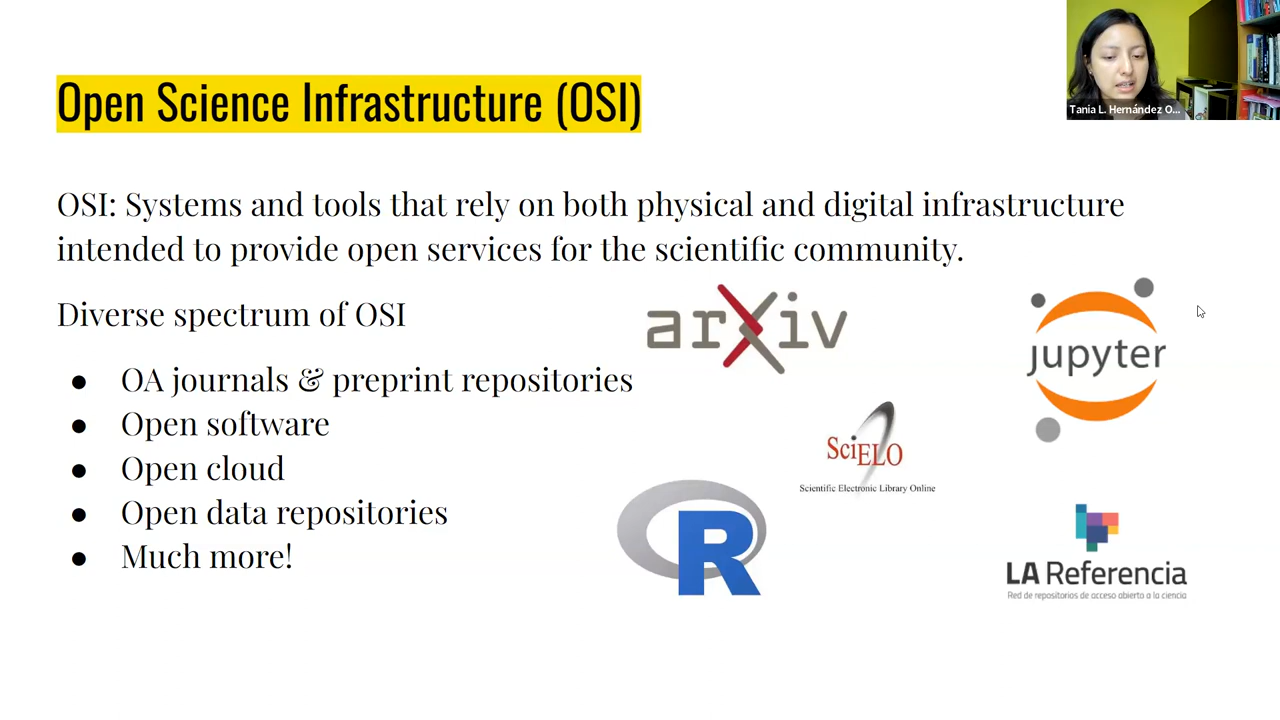 Open Science Infrastructure (OSI)
Tania L. Hernández O...
OSI: Systems and tools that rely on both physical and digital infrastructure
intended to provide open services for the scientific community.
Diverse spectrum of OSI
● OA journals & preprint repositories
● Open software
● Open cloud
● Open data repositories
● Much more!
arXiv
jupyter
SciELO
Scientific Electronic Library Online
R
LA Referencia
Red de repositorios de acceso abierto a la ciencia